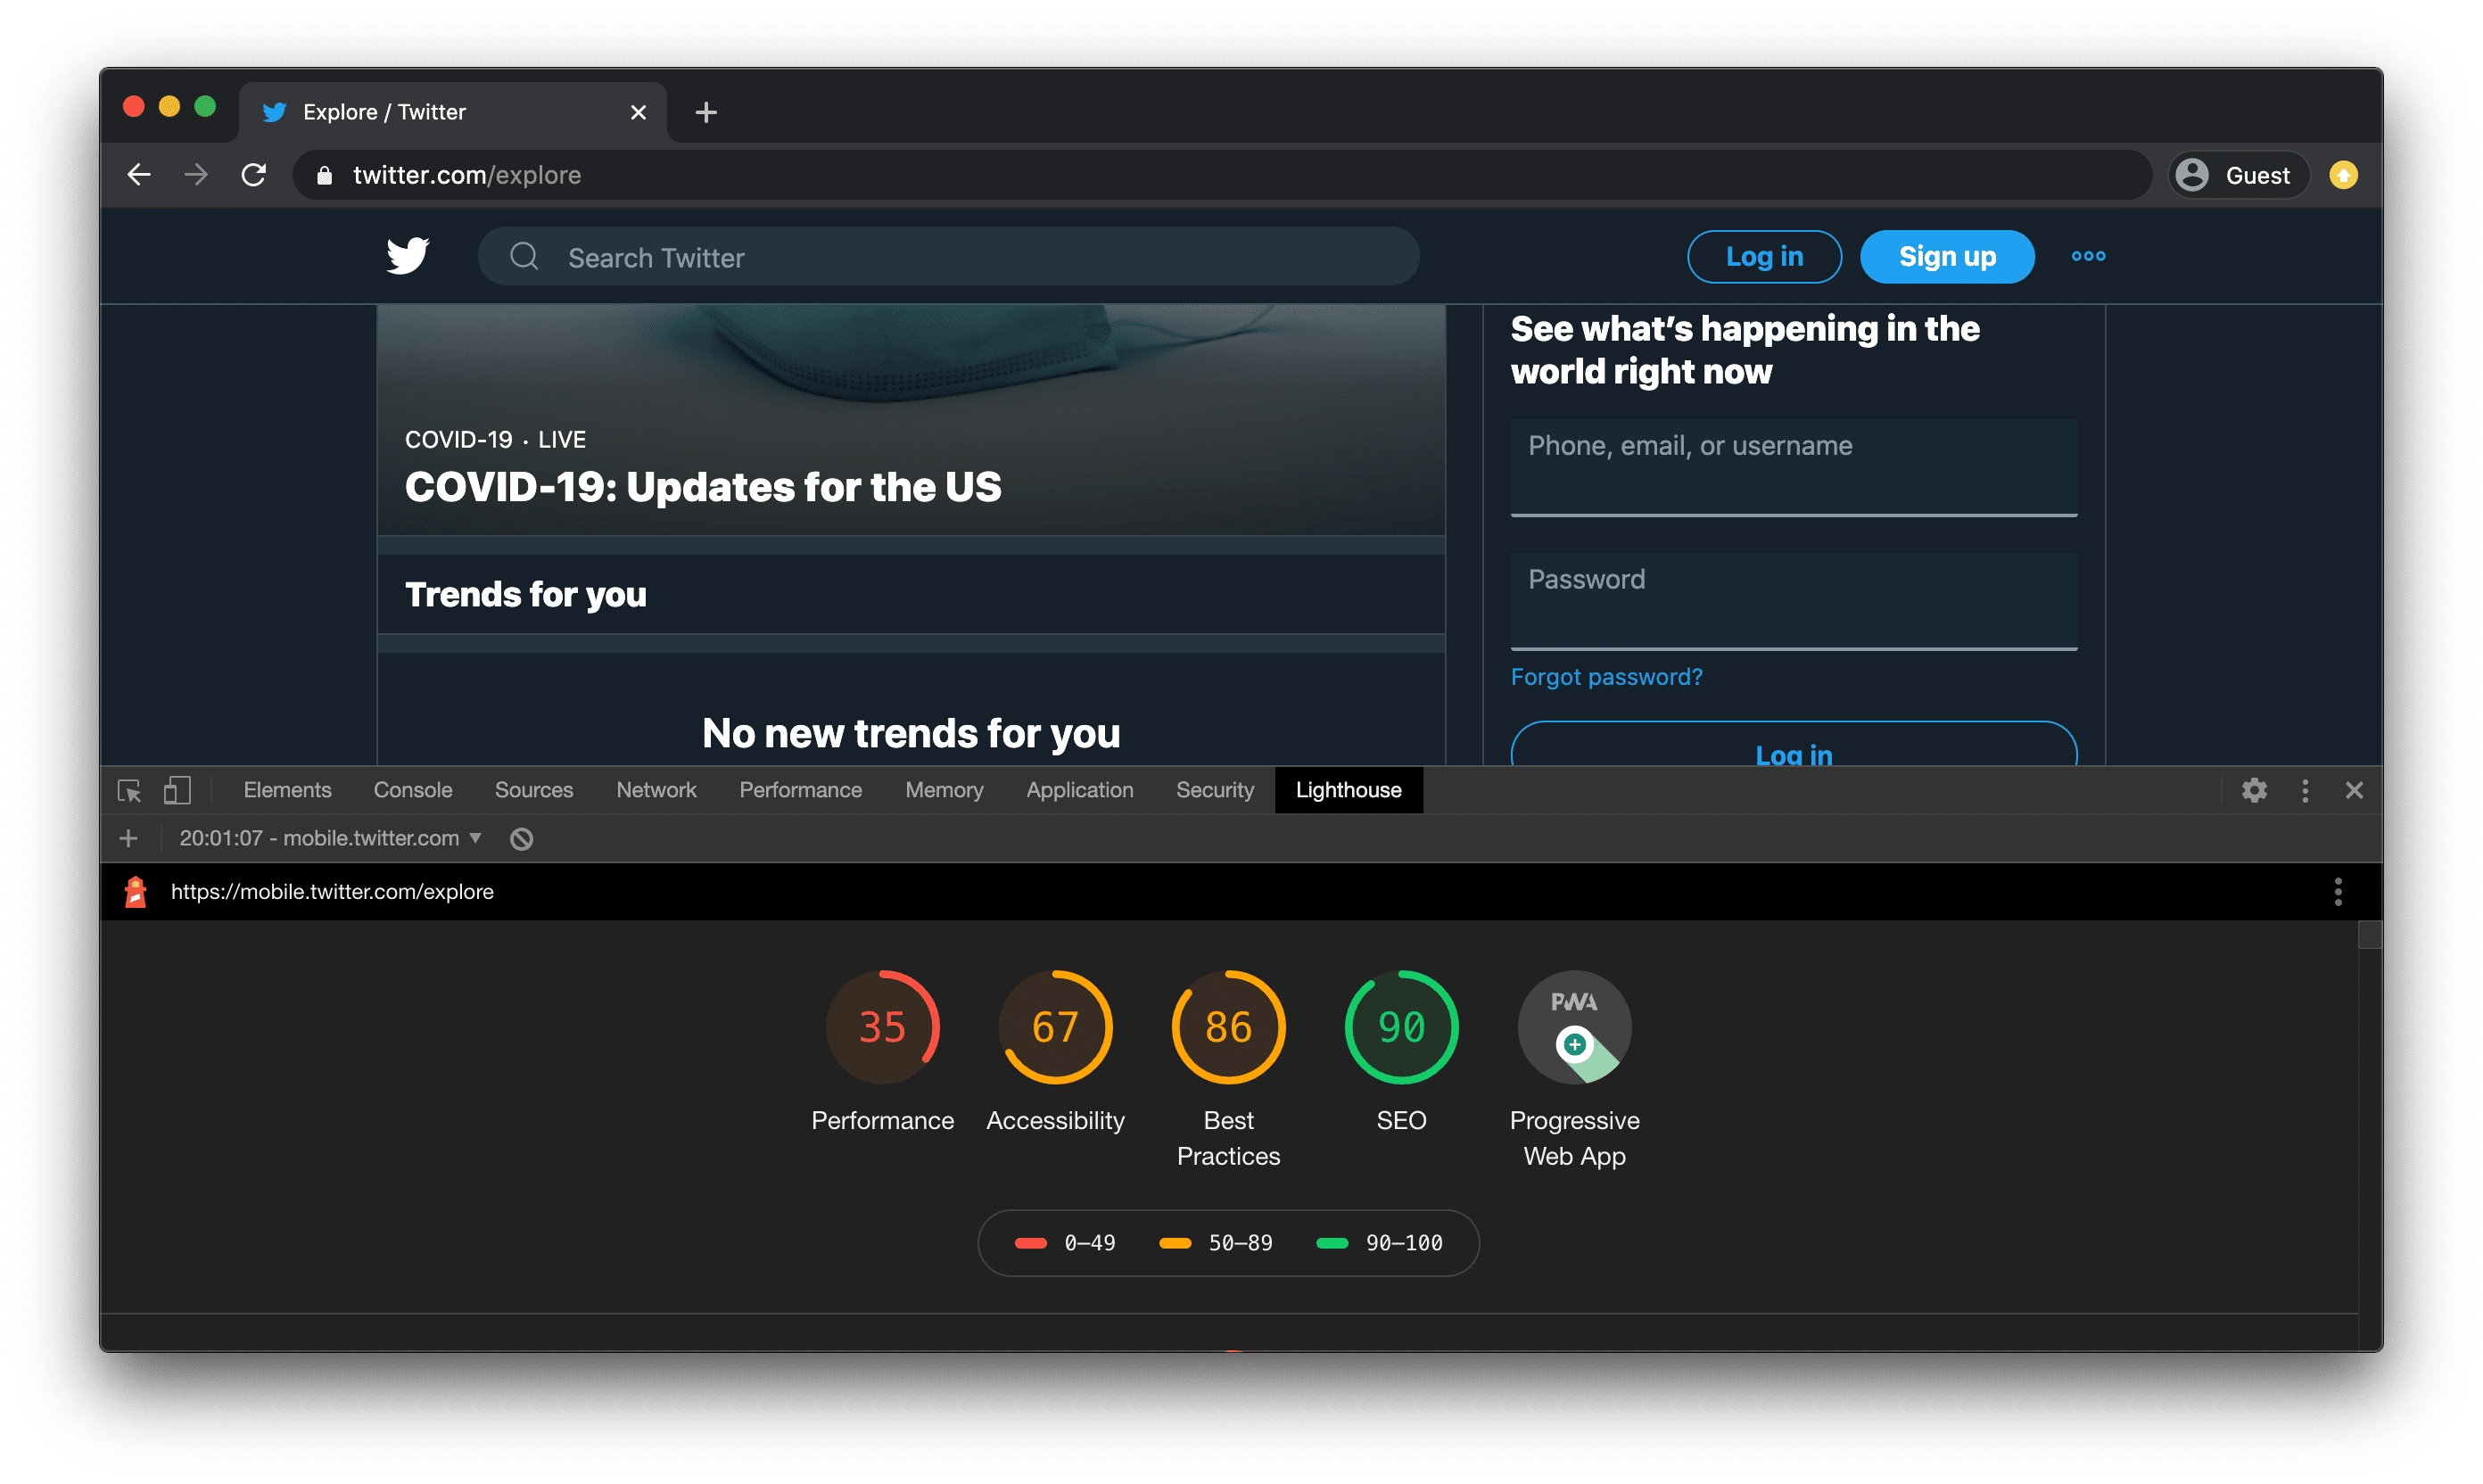 Explore / Twitter
twitter.com/explore
Guest
Search Twitter
Log in
Sign up
COVID-19 · LIVE
COVID-19: Updates for the US
Trends for you
No new trends for you
See what’s happening in the
world right now
Phone, email, or username
Password
Forgot password?
Log in
Elements Console Sources Network Performance Memory Application Security Lighthouse
20:01:07 - mobile.twitter.com
https://mobile.twitter.com/explore
35
Performance
67
Accessibility
86
Best
Practices
90
SEO
PWA
Progressive
Web App
0–49
50–89
90–100